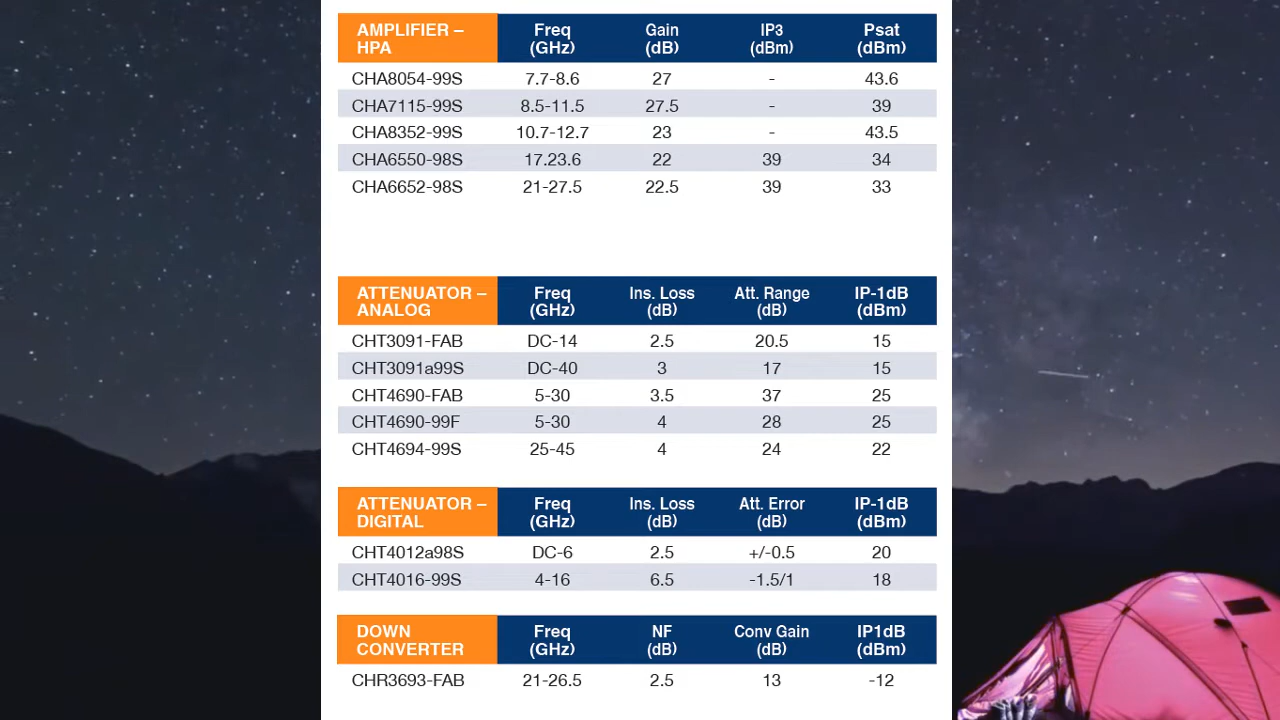 AMPLIFIER –
HPA
Freq
(GHz)
Gain
(dB)
IP3
(dBm)
Psat
(dBm)
CHA8054-99S 7.7-8.6 27 - 43.6
CHA7115-99S 8.5-11.5 27.5 - 39
CHA8352-99S 10.7-12.7 23 - 43.5
CHA6550-98S 17.23.6 22 39 34
CHA6652-98S 21-27.5 22.5 39 33
ATTENUATOR –
ANALOG
Freq
(GHz)
Ins. Loss
(dB)
Att. Range
(dB)
IP-1dB
(dBm)
CHT3091-FAB DC-14 2.5 20.5 15
CHT3091a99S DC-40 3 17 15
CHT4690-FAB 5-30 3.5 37 25
CHT4690-99F 5-30 4 28 25
CHT4694-99S 25-45 4 24 22
ATTENUATOR –
DIGITAL
Freq
(GHz)
Ins. Loss
(dB)
Att. Error
(dB)
IP-1dB
(dBm)
CHT4012a98S DC-6 2.5 +/-0.5 20
CHT4016-99S 4-16 6.5 -1.5/1 18
DOWN
CONVERTER
Freq
(GHz)
NF
(dB)
Conv Gain
(dB)
IP1dB
(dBm)
CHR3693-FAB 21-26.5 2.5 13 -12